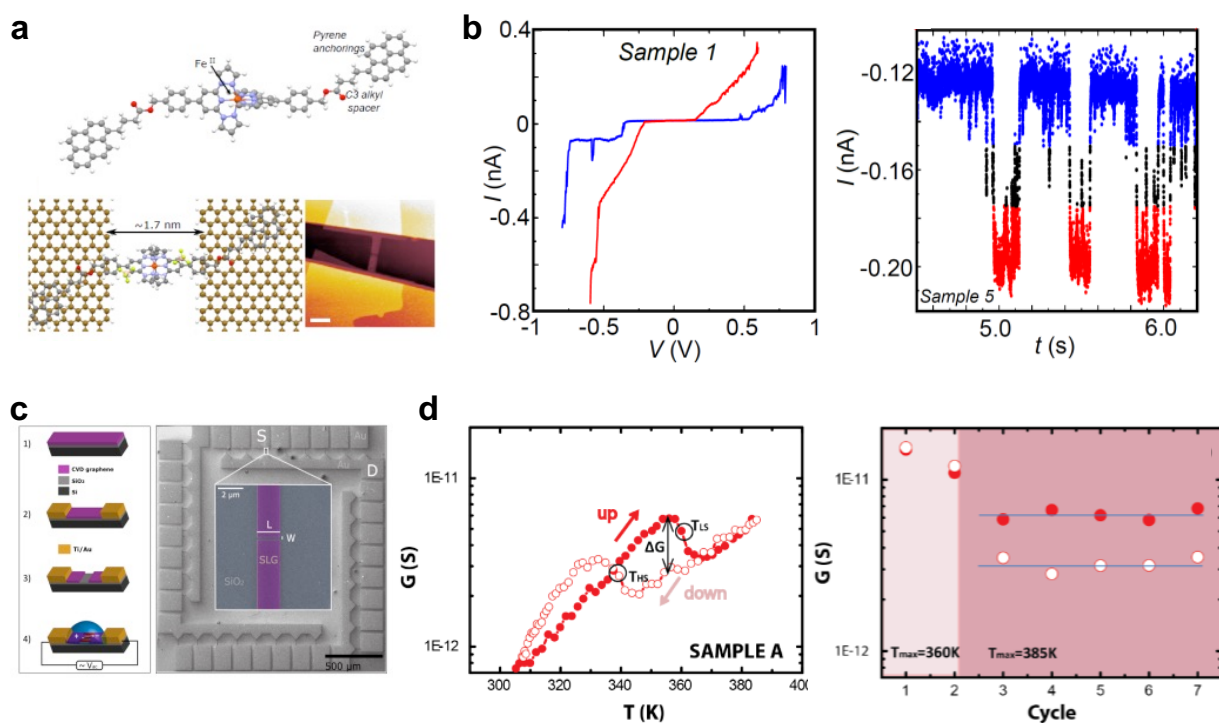 a
Pyrene
anchorings
Fe II
C3 alkyl
spacer
~1.7 nm
b
Sample 1
0.4
0
-0.4
-0.8
I (nA)
-1
-0.5
0
0.5
1
V (V)
-0.12
-0.16
-0.20
I (nA)
Sample 5
5.0
6.0
t (s)
c
1)
CVD graphene
SiO₂
Si
2)
Ti/Au
3)
4)
S
Au
Au
D
2 µm
L
W
SLG
SiO₂
500 µm
d
1E-11
1E-12
G (S)
up
T_LS
ΔG
T_HS
down
SAMPLE A
300
320
340
360
380
40
T (K)
1E-11
1E-12
G (S)
Tmax=360K
Tmax=385K
1
2
3
4
5
6
7
Cycle